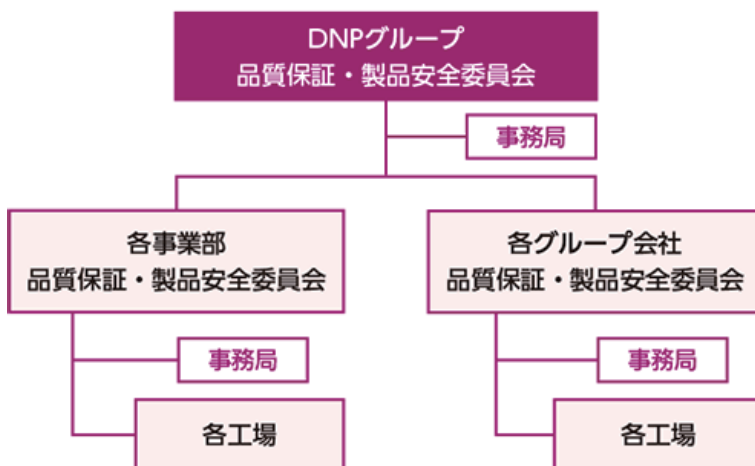 DNPグループ
品質保証・製品安全委員会
事務局
各事業部
品質保証・製品安全委員会
各グループ会社
品質保証・製品安全委員会
事務局
事務局
各工場
各工場